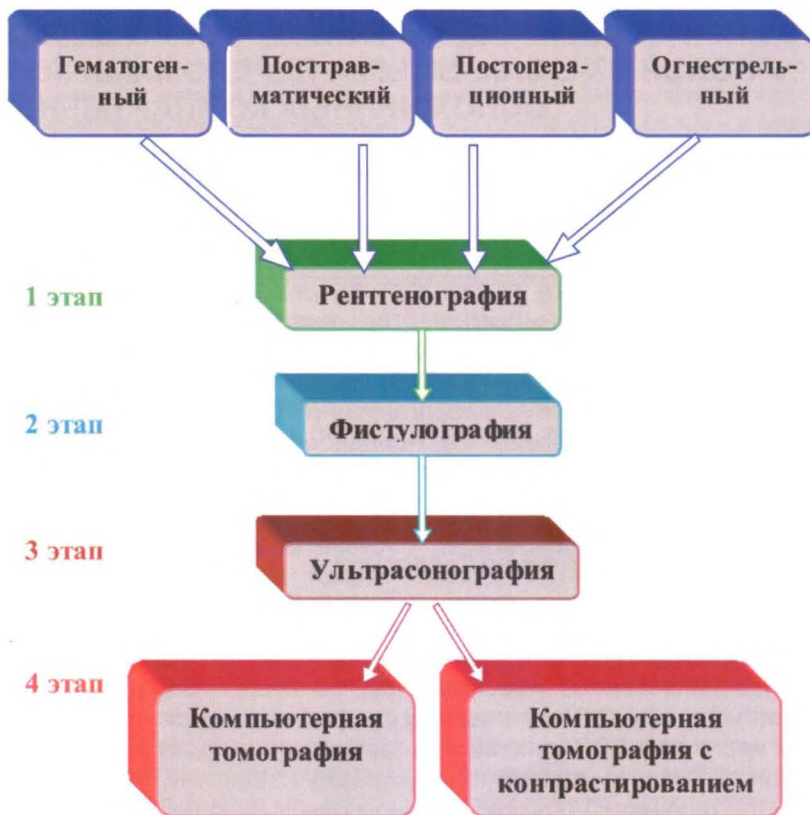 Гематоген-
ный
Посттрав-
матический
Постопера-
ционный
Огнестрель-
ный
1 этап
Рентгенография
2 этап
Фистулография
3 этап
Ультрасонография
4 этап
Компьютерная
томография
Компьютерная
томография с
контрастированием